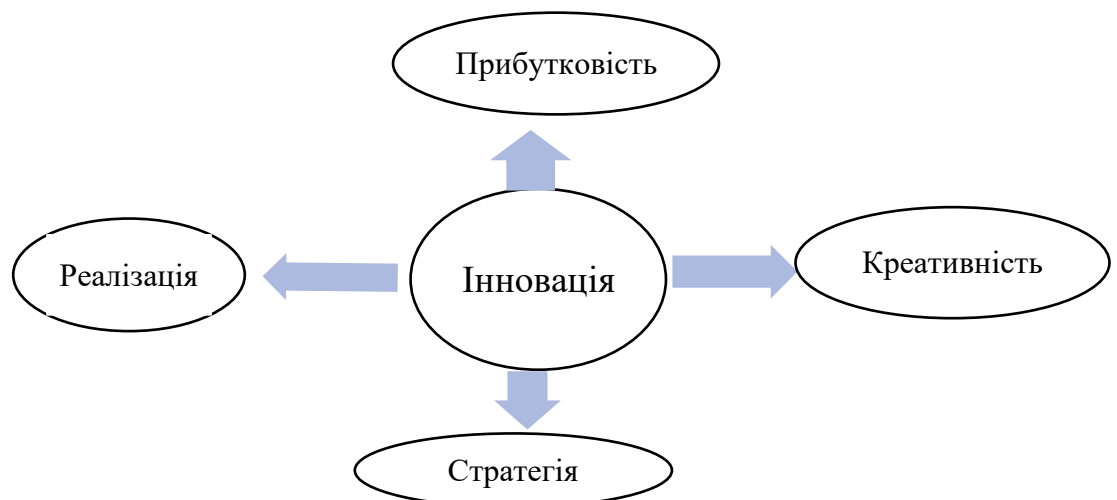 Прибутковість
Реалізація
Інновація
Креативність
Стратегія